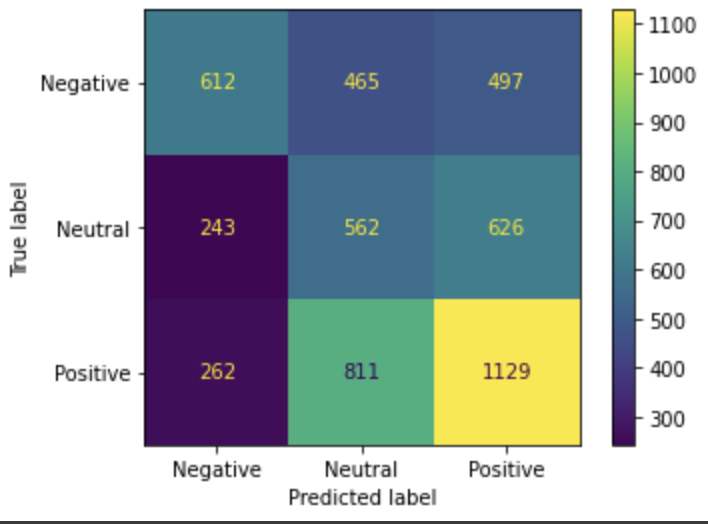 Negative 612 465 497
Neutral 243 562 626
Positive 262 811 1129
Negative Neutral Positive
Predicted label
True label
1100
1000
900
800
700
600
500
400
300